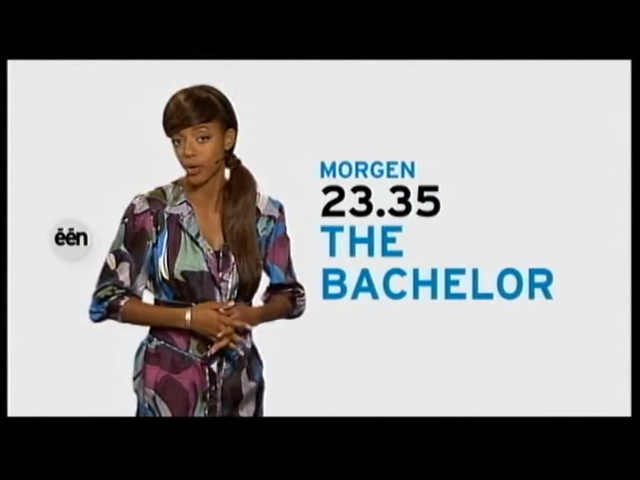 één
MORGEN
23.35
THE
BACHELOR